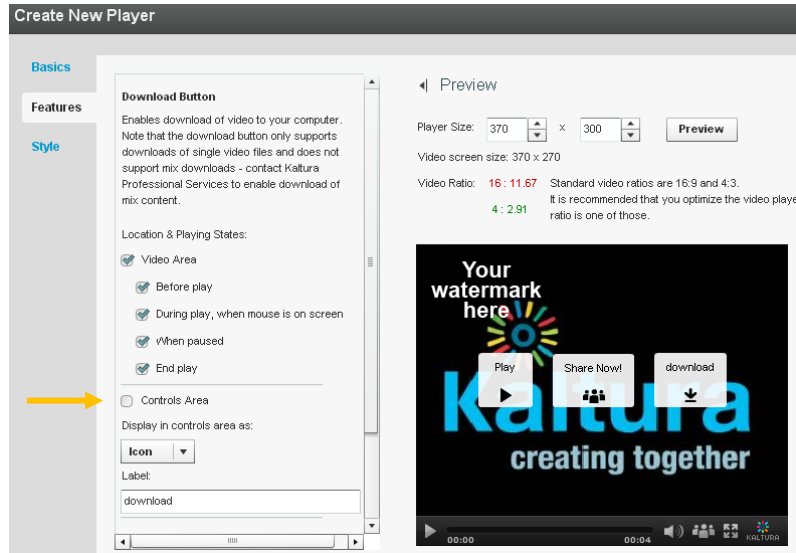 Create New Player
Basics
Features
Style
Download Button
Enables download of video to your computer.
Note that the download button only supports
downloads of single video files and does not
support mix downloads - contact Kaltura
Professional Services to enable download of
mix content.
Location & Playing States:
Video Area
Before play
During play, when mouse is on screen
When paused
End play
Controls Area
Display in controls area as:
Icon
Label:
download
Preview
Player Size: 370 x 300 Preview
Video screen size: 370 x 270
Video Ratio: 16 : 11.67 Standard video ratios are 16:9 and 4:3.
It is recommended that you optimize the video playe
4 : 2.91 ratio is one of those.
Your
watermark
here
Play Share Now! download
Kaltura
creating together
00:00 00:04 KALTURA